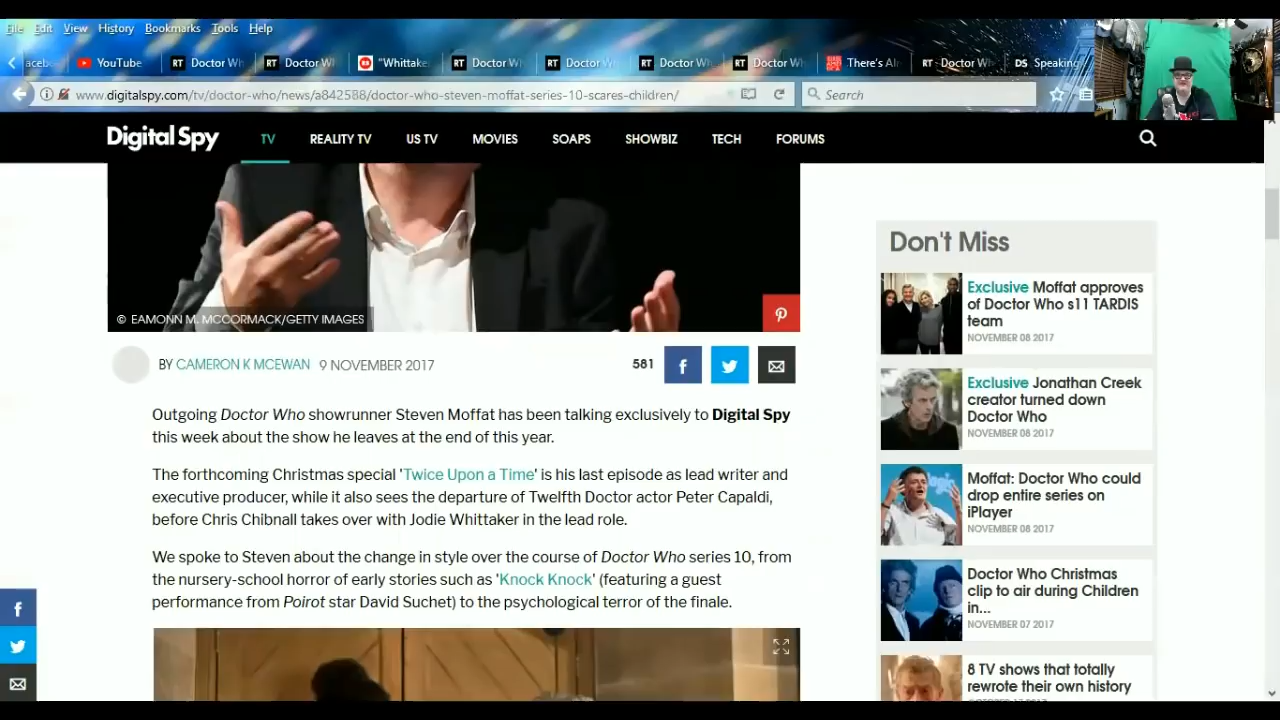 File Edit View History Bookmarks Tools Help
YouTube Doctor Wh Doctor Wh "Whittake Doctor Wh Doctor Wh Doctor Wh Doctor Wh There's Alr Doctor Wh Speaking
www.digitalspy.com/tv/doctor-who/news/a842588/doctor-who-steven-moffat-series-10-scares-children/
Search
Digital Spy
TV REALITY TV US TV MOVIES SOAPS SHOWBIZ TECH FORUMS
© EAMONN M. MCCORMACK/GETTY IMAGES
BY CAMERON K MCEWAN 9 NOVEMBER 2017
581
Outgoing Doctor Who showrunner Steven Moffat has been talking exclusively to Digital Spy
this week about the show he leaves at the end of this year.
The forthcoming Christmas special 'Twice Upon a Time' is his last episode as lead writer and
executive producer, while it also sees the departure of Twelfth Doctor actor Peter Capaldi,
before Chris Chibnall takes over with Jodie Whittaker in the lead role.
We spoke to Steven about the change in style over the course of Doctor Who series 10, from
the nursery-school horror of early stories such as 'Knock Knock' (featuring a guest
performance from Poirot star David Suchet) to the psychological terror of the finale.
Don't Miss
Exclusive Moffat approves
of Doctor Who s11 TARDIS
team
NOVEMBER 08 2017
Exclusive Jonathan Creek
creator turned down
Doctor Who
NOVEMBER 08 2017
Moffat: Doctor Who could
drop entire series on
iPlayer
NOVEMBER 08 2017
Doctor Who Christmas
clip to air during Children
in...
NOVEMBER 07 2017
8 TV shows that totally
rewrote their own history